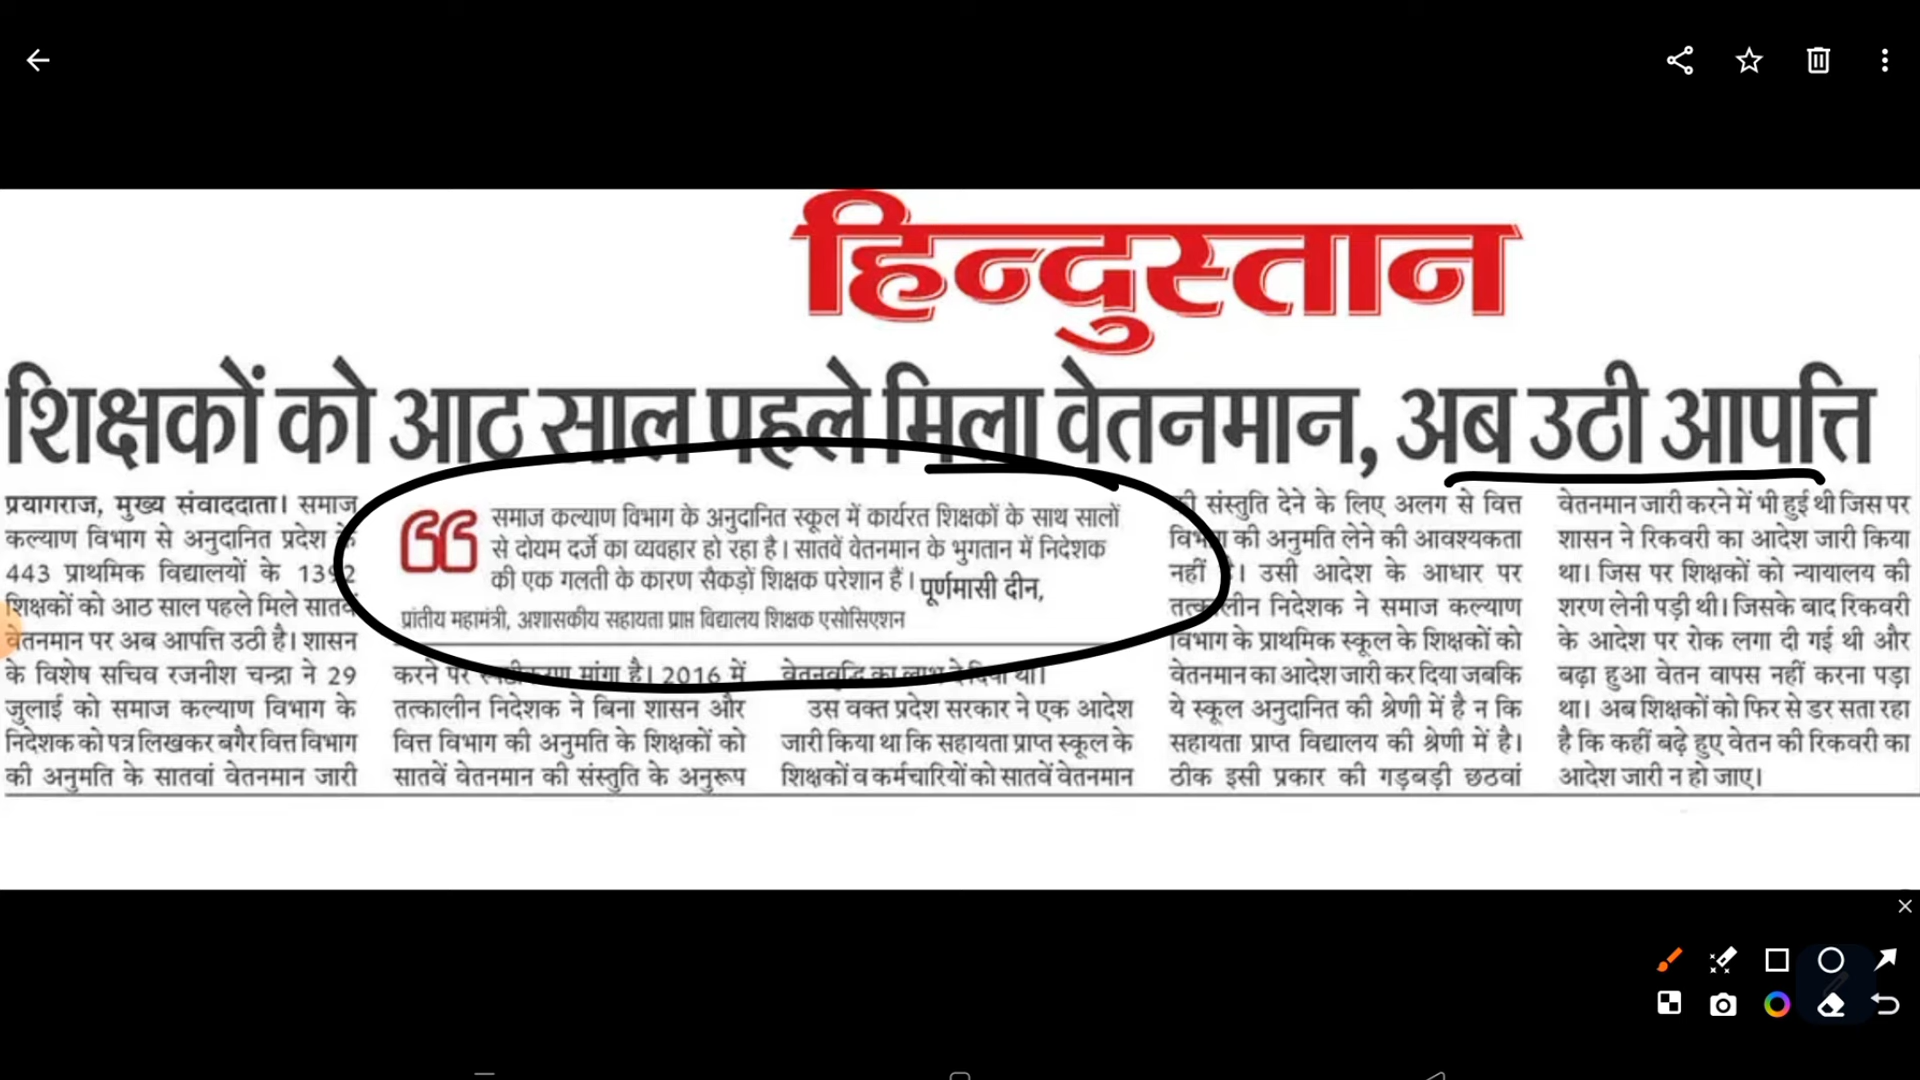 हिन्दुस्तान
शिक्षकों को आठ साल पहले मिला वेतनमान, अब उठी आपत्ति
प्रयागराज, मुख्य संवाददाता। समाज
कल्याण विभाग से अनुदानित प्रदेश के
443 प्राथमिक विद्यालयों के 1392
शिक्षकों को आठ साल पहले मिले सातवें
वेतनमान पर अब आपत्ति उठी है। शासन
के विशेष सचिव रजनीश चन्द्रा ने 29
जुलाई को समाज कल्याण विभाग के
निदेशक को पत्र लिखकर बगैर वित्त विभाग
की अनुमति के सातवां वेतनमान जारी
समाज कल्याण विभाग के अनुदानित स्कूल में कार्यरत शिक्षकों के साथ सालों
से दोयम दर्जे का व्यवहार हो रहा है। सातवें वेतनमान के भुगतान में निदेशक
की एक गलती के कारण सैकड़ों शिक्षक परेशान हैं। पूर्णमासी दीन,
प्रांतीय महामंत्री, अशासकीय सहायता प्राप्त विद्यालय शिक्षक एसोसिएशन
करने पर स्पष्टीकरण मांगा है। 2016 में
तत्कालीन निदेशक ने बिना शासन और
वित्त विभाग की अनुमति के शिक्षकों को
सातवें वेतनमान की संस्तुति के अनुरूप
वेतनवृद्धि का लाभ दे दिया था।
उस वक्त प्रदेश सरकार ने एक आदेश
जारी किया था कि सहायता प्राप्त स्कूल के
शिक्षकों व कर्मचारियों को सातवें वेतनमान
की संस्तुति देने के लिए अलग से वित्त
विभाग की अनुमति लेने की आवश्यकता
नहीं है। उसी आदेश के आधार पर
तत्कालीन निदेशक ने समाज कल्याण
विभाग के प्राथमिक स्कूल के शिक्षकों को
वेतनमान का आदेश जारी कर दिया जबकि
ये स्कूल अनुदानित की श्रेणी में है न कि
सहायता प्राप्त विद्यालय की श्रेणी में है।
ठीक इसी प्रकार की गड़बड़ी छठवां
वेतनमान जारी करने में भी हुई थी जिस पर
शासन ने रिकवरी का आदेश जारी किया
था। जिस पर शिक्षकों को न्यायालय की
शरण लेनी पड़ी थी। जिसके बाद रिकवरी
के आदेश पर रोक लगा दी गई थी और
बढ़ा हुआ वेतन वापस नहीं करना पड़ा
था। अब शिक्षकों को फिर से डर सता रहा
है कि कहीं बढ़े हुए वेतन की रिकवरी का
आदेश जारी न हो जाए।